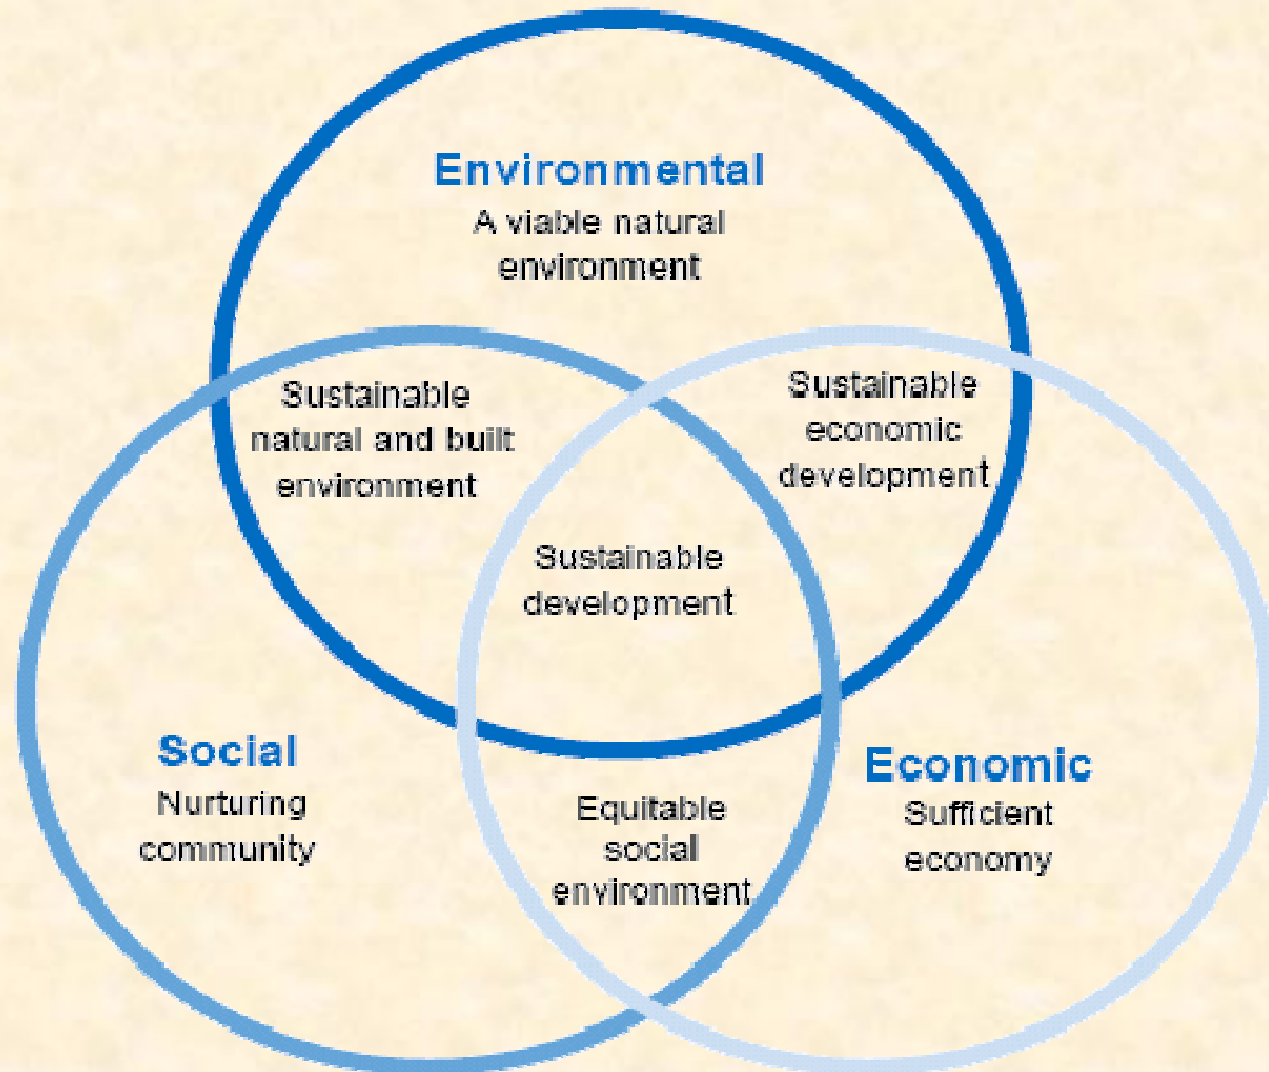 Environmental
A viable natural
environment
Sustainable
natural and built
environment
Sustainable
economic
development
Sustainable
development
Social
Nurturing
community
Equitable
social
environment
Economic
Sufficient
economy